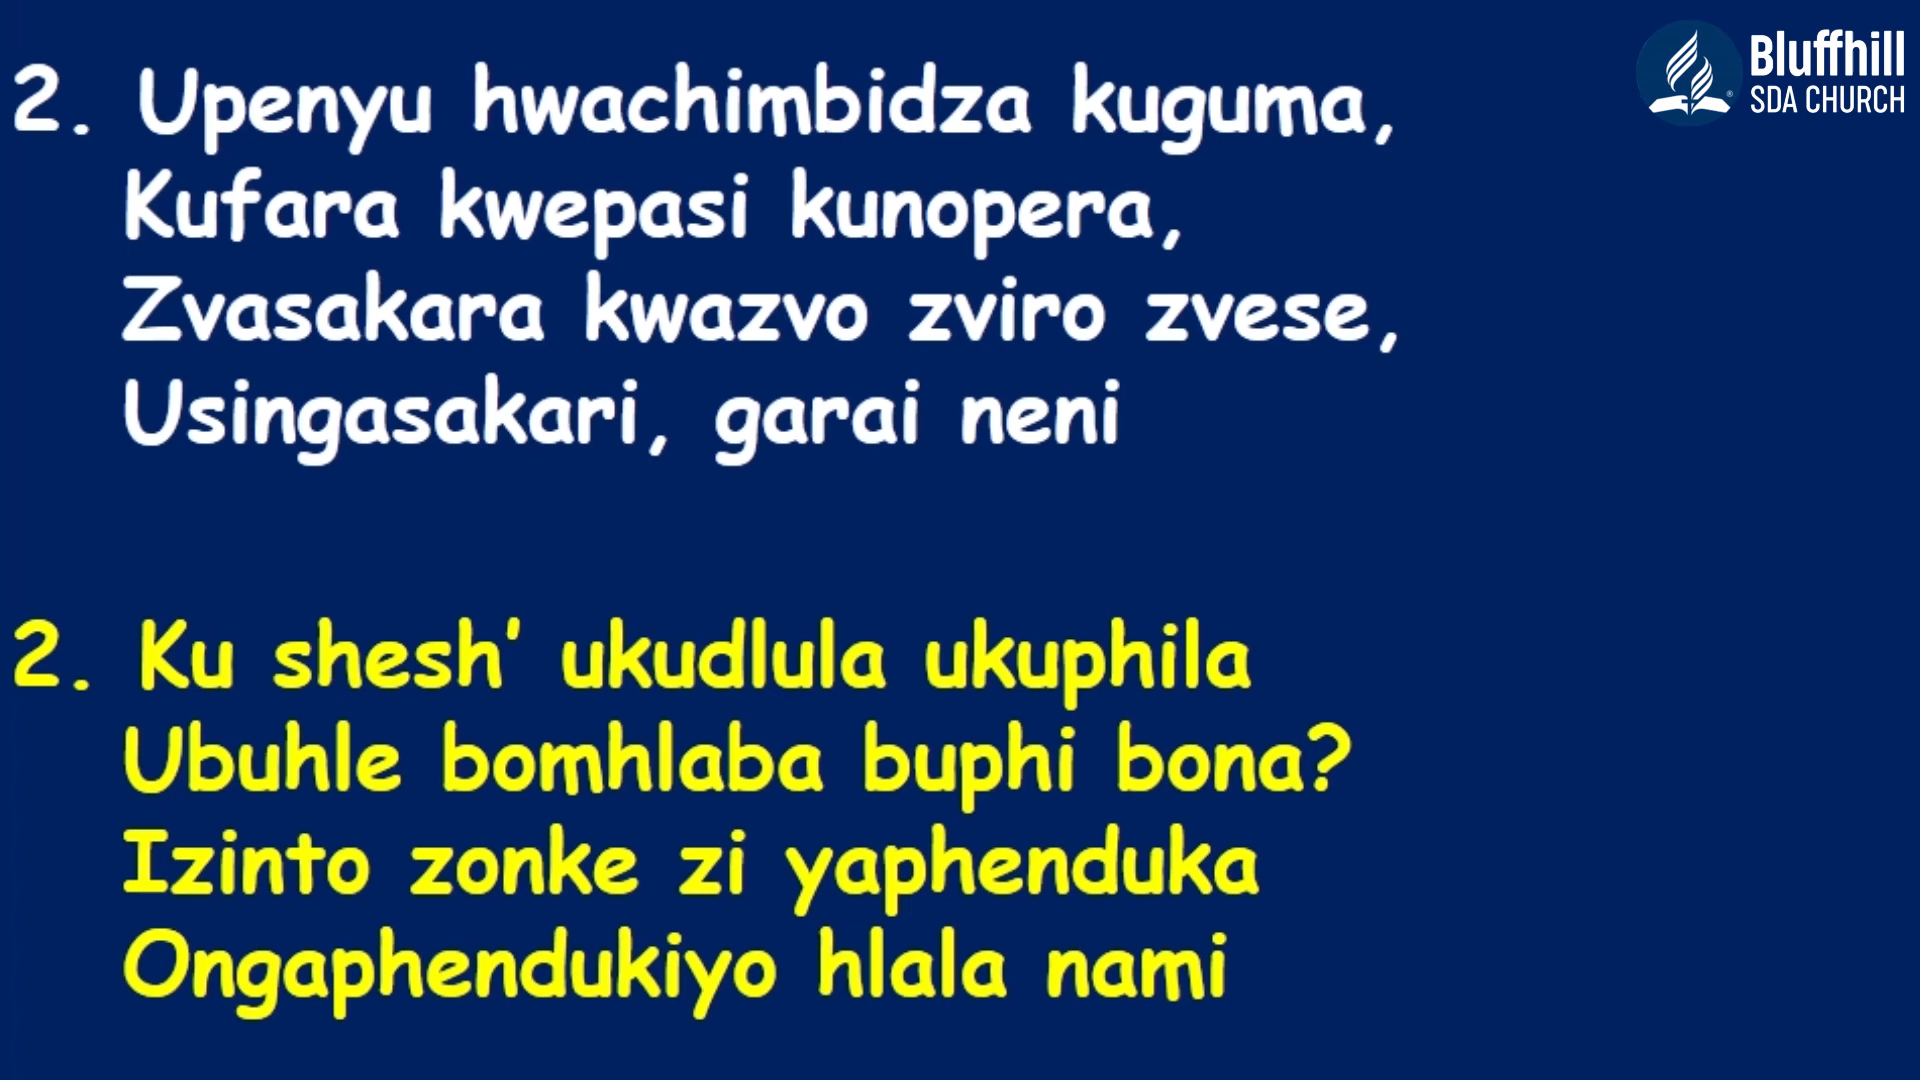 Bluffhill
SDA CHURCH
2. Upenyu hwachimbidza kuguma,
Kufara kwepasi kunopera,
Zvasakara kwazvo zviro zvese,
Usingasakari, garai neni
2. Ku shesh’ ukudlula ukuphila
Ubuhle bomhlaba buphi bona?
Izinto zonke zi yaphenduka
Ongaphendukiyo hlala nami